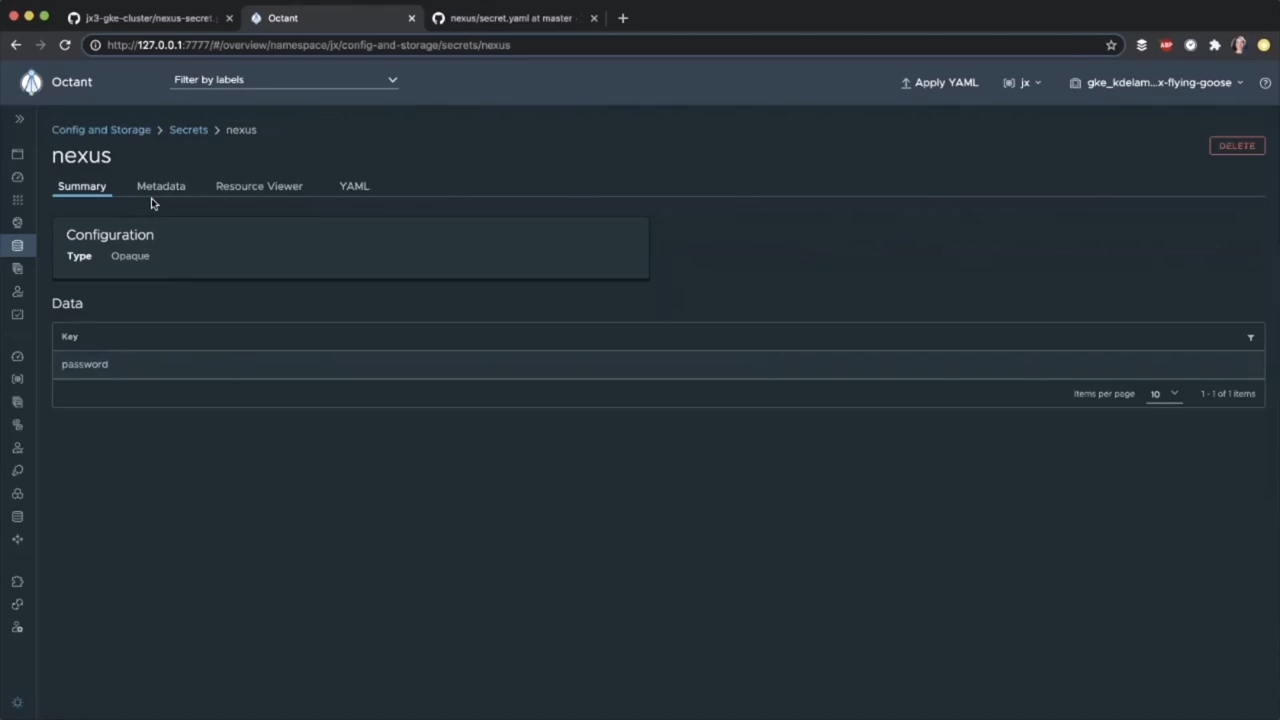 jx3-gke-cluster/nexus-secret.
Octant
nexus/secret.yaml at master
http://127.0.0.1:7777/#/overview/namespace/jx/config-and-storage/secrets/nexus
ABP
Octant
Filter by labels
Apply YAML
jx
gke_kdelam...x-flying-goose
Config and Storage > Secrets > nexus
nexus
DELETE
Summary Metadata Resource Viewer YAML
Configuration
Type Opaque
Data
Key
password
Items per page 10 1 - 1 of 1 items